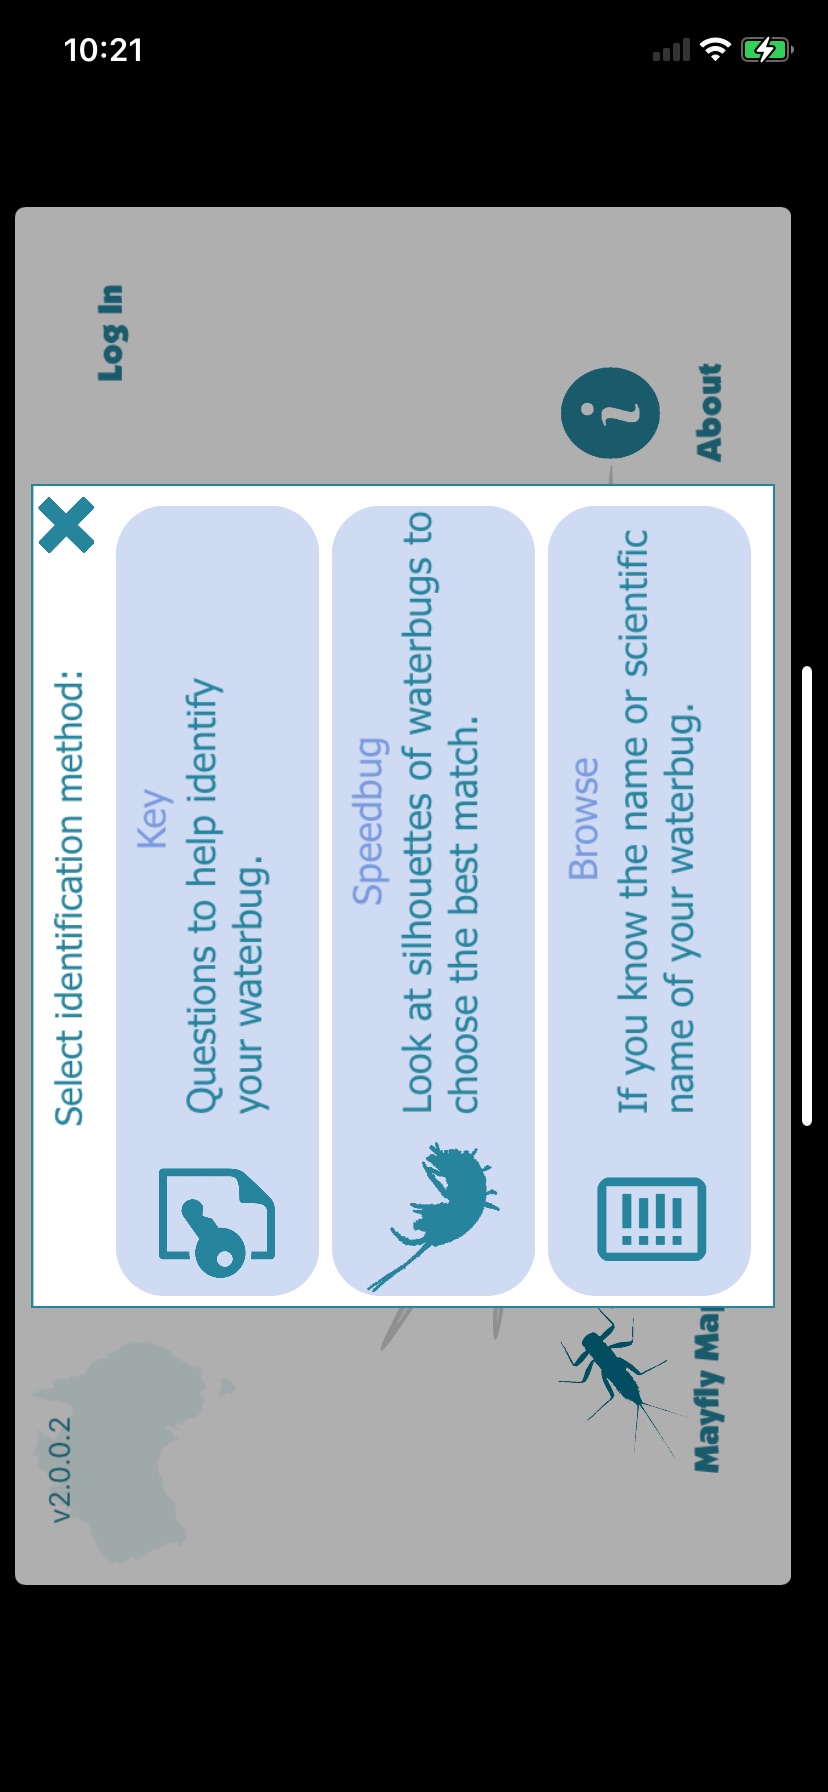 v2.0.0.2
Select identification method:
Log In
Key
Questions to help identify
your waterbug.
Speedbug
Look at silhouettes of waterbugs to
choose the best match.
Browse
If you know the name or scientific
name of your waterbug.
Mayfly Map
i
About
10:21